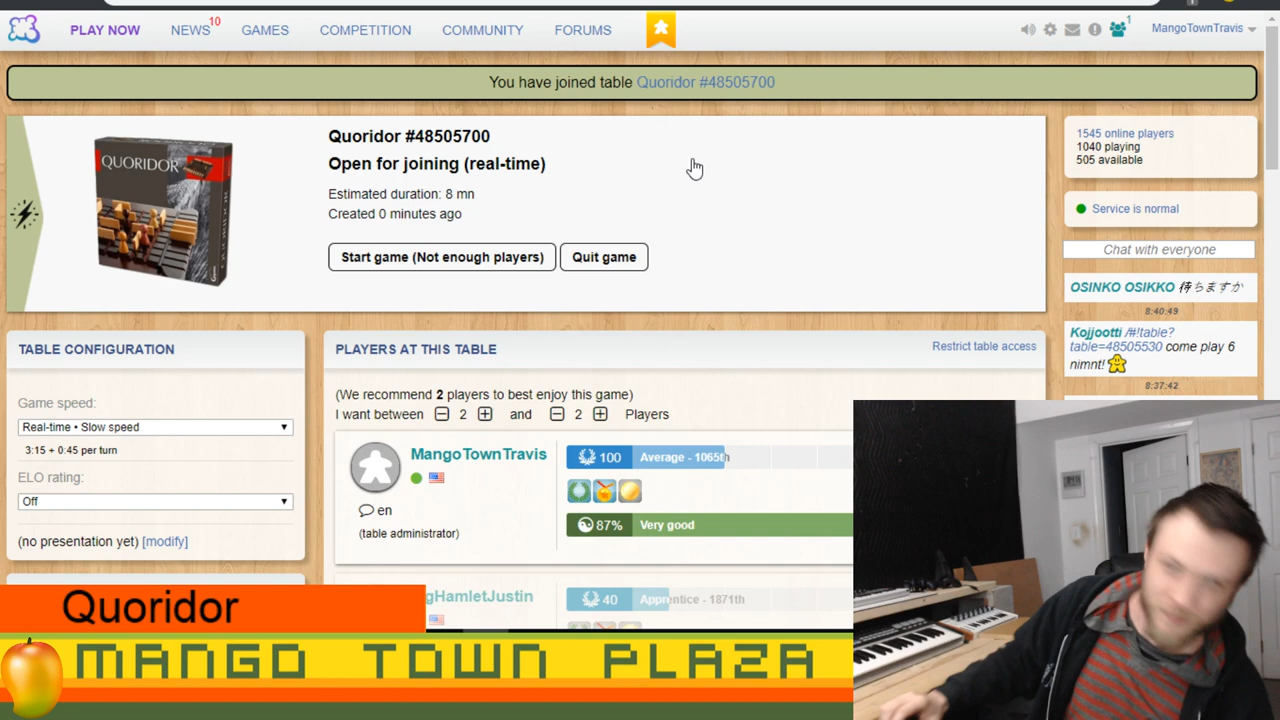 PLAY NOW NEWS 10 GAMES COMPETITION COMMUNITY FORUMS 1 MangoTownTravis
You have joined table Quoridor #48505700
QUORIDOR
Quoridor #48505700
Open for joining (real-time)
Estimated duration: 8 mn
Created 0 minutes ago
Start game (Not enough players) Quit game
1545 online players
1040 playing
505 available
Service is normal
Chat with everyone
OSINKO OSIKKO 待ちますか
8:40:49
Kojjootti /#!table?
table=48505530 come play 6
nimnt!
8:37:42
TABLE CONFIGURATION
Game speed:
Real-time • Slow speed
3:15 + 0:45 per turn
ELO rating:
Off
(no presentation yet) [modify]
PLAYERS AT THIS TABLE Restrict table access
(We recommend 2 players to best enjoy this game)
I want between 2 and 2 Players
MangoTownTravis 100 Average - 1065th
en
(table administrator) 87% Very good
gHamletJustin 40 Apprentice - 1871th
Quoridor
MANGO TOWN PLAZA